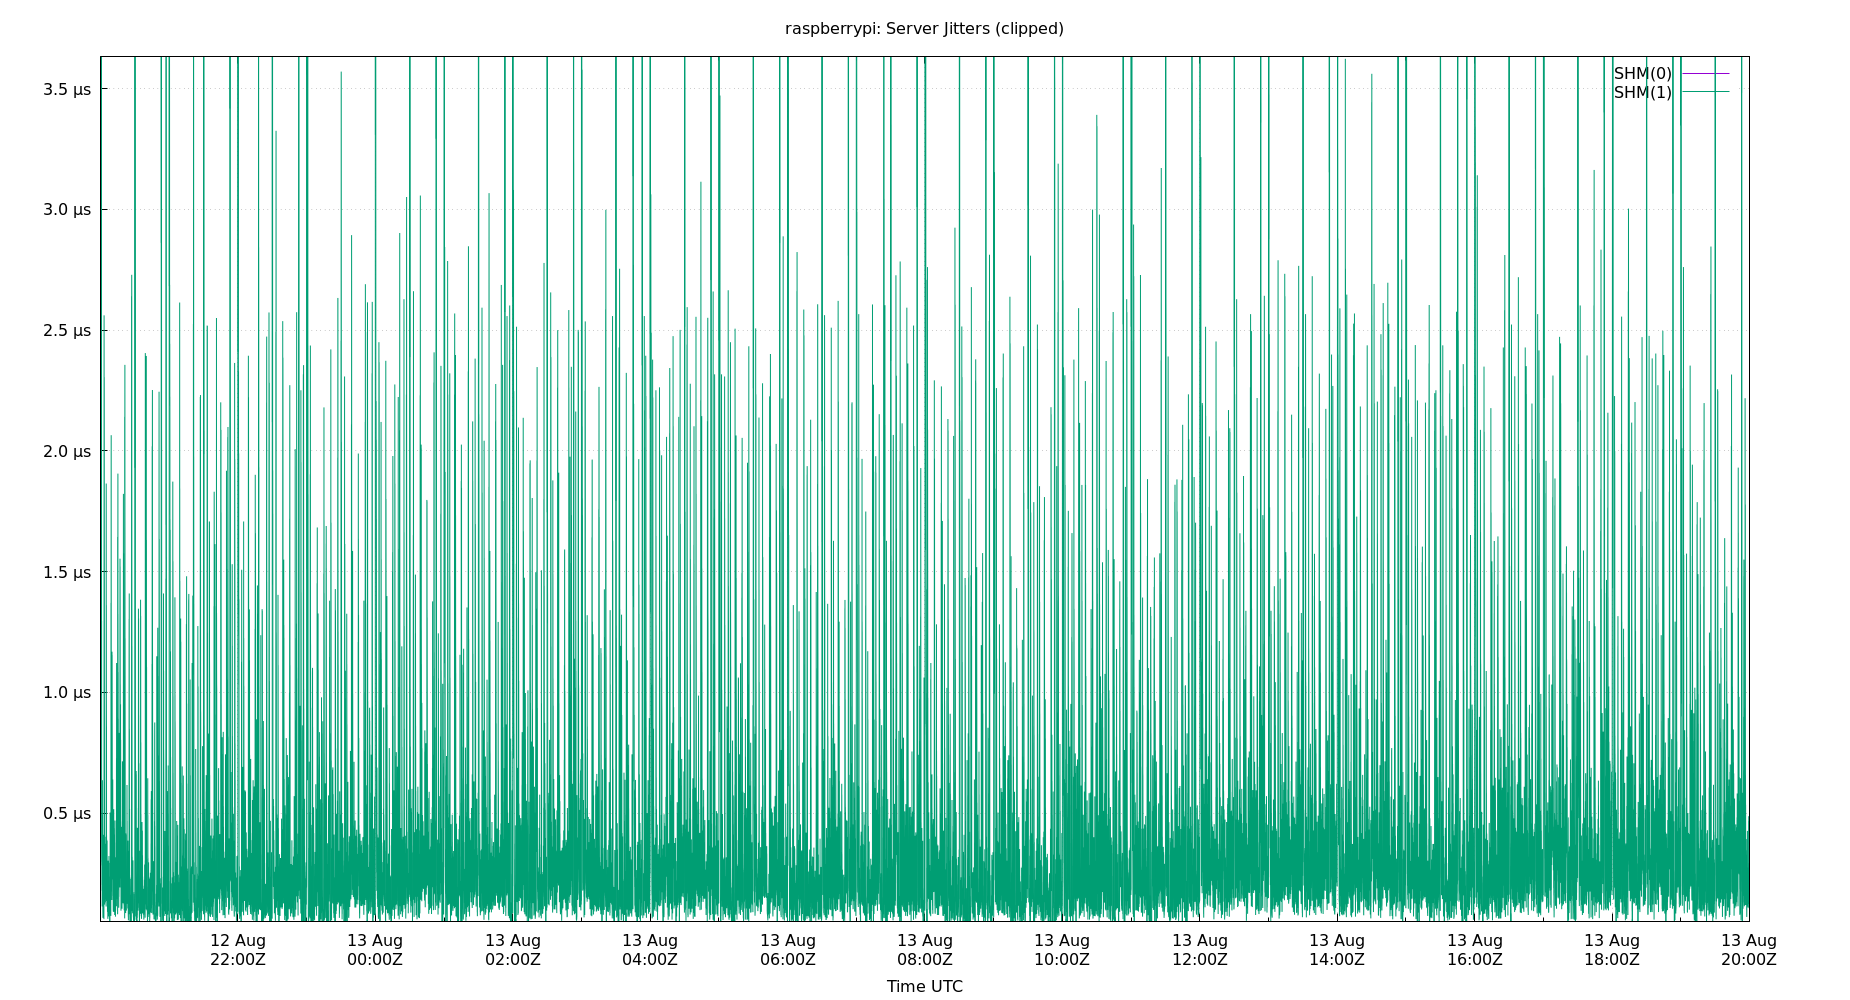 raspberrypi: Server Jitters (clipped)
SHM(0)
SHM(1)
3.5 µs
3.0 µs
2.5 µs
2.0 µs
1.5 µs
1.0 µs
0.5 µs
12 Aug 13 Aug 13 Aug 13 Aug 13 Aug 13 Aug 13 Aug 13 Aug 13 Aug 13 Aug 13 Aug 13 Aug
22:00Z 00:00Z 02:00Z 04:00Z 06:00Z 08:00Z 10:00Z 12:00Z 14:00Z 16:00Z 18:00Z 20:00Z
Time UTC